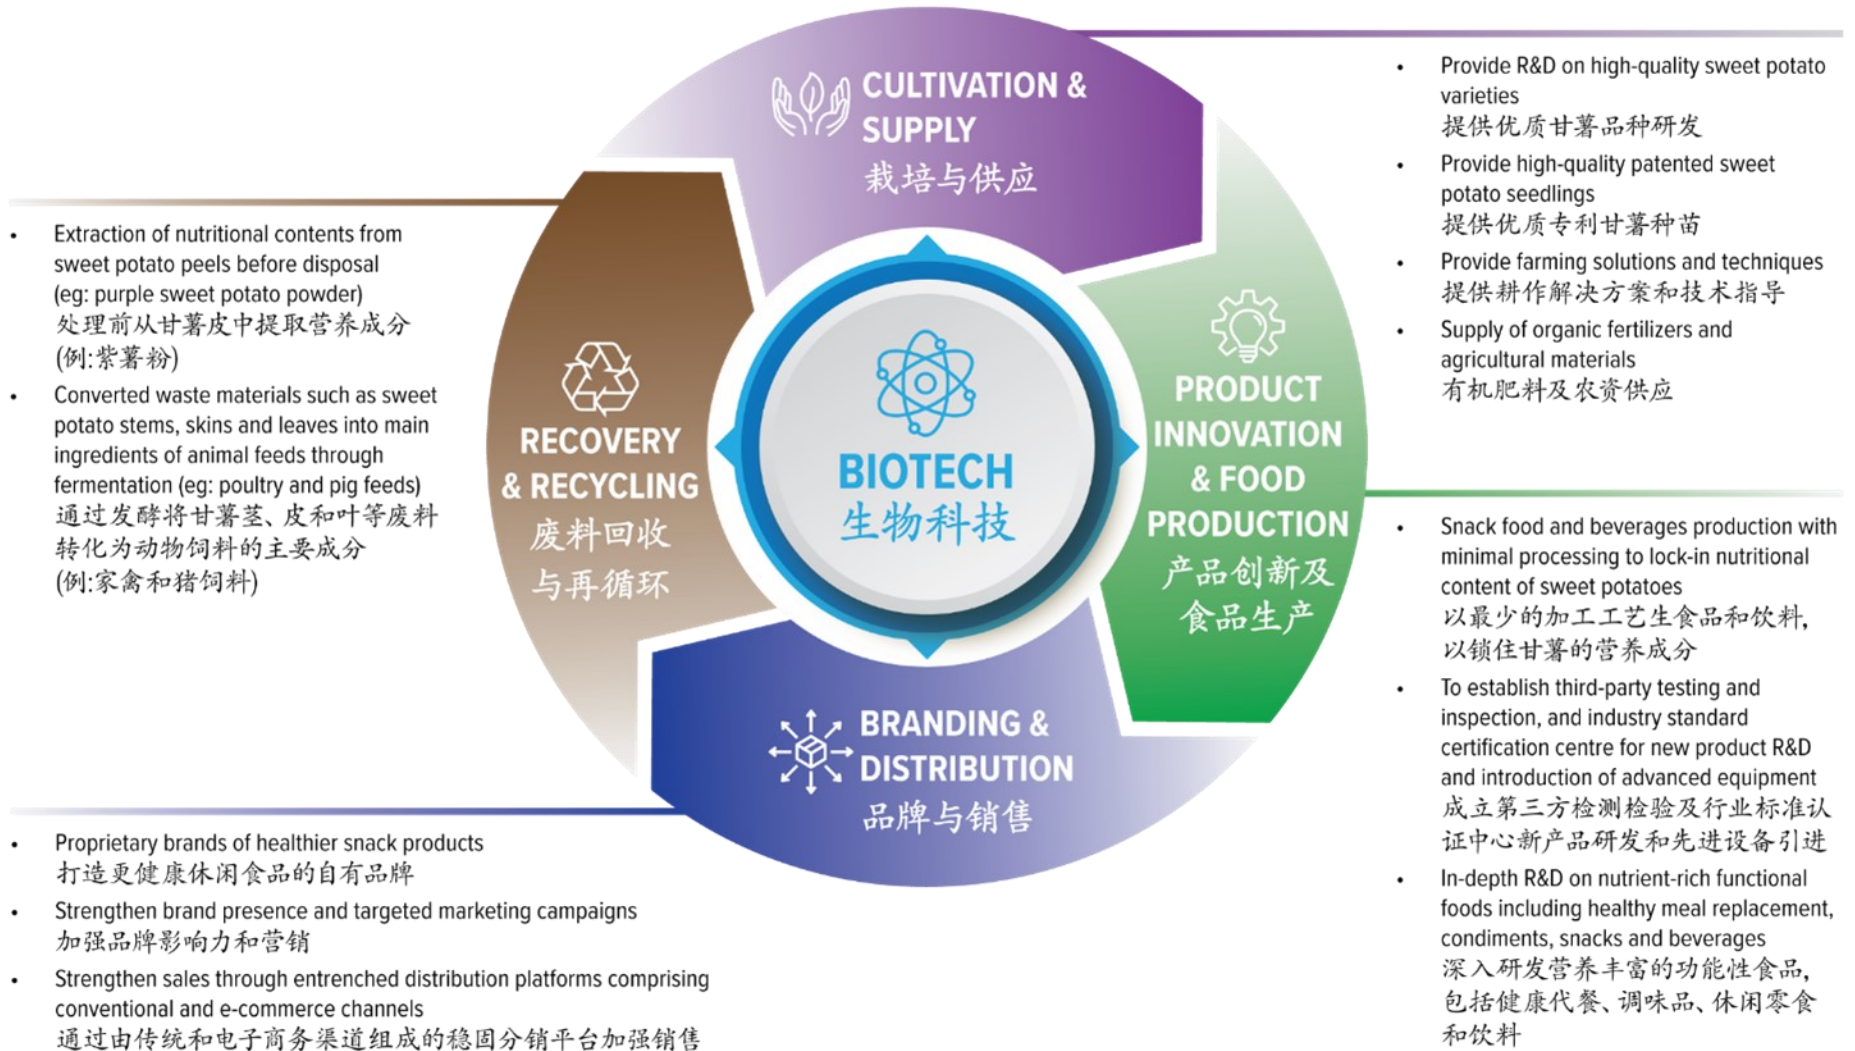 CULTIVATION &
SUPPLY
栽培与供应
• Provide R&D on high-quality sweet potato
varieties
提供优质甘薯品种研发
• Provide high-quality patented sweet
potato seedlings
提供优质专利甘薯种苗
• Provide farming solutions and techniques
提供耕作解决方案和技术指导
• Supply of organic fertilizers and
agricultural materials
有机肥料及农资供应
PRODUCT
INNOVATION
& FOOD
PRODUCTION
产品创新及
食品生产
• Snack food and beverages production with
minimal processing to lock-in nutritional
content of sweet potatoes
以最少的加工工艺生食品和饮料,
以锁住甘薯的营养成分
• To establish third-party testing and
inspection, and industry standard
certification centre for new product R&D
and introduction of advanced equipment
成立第三方检测检验及行业标准认
证中心新产品研发和先进设备引进
• In-depth R&D on nutrient-rich functional
foods including healthy meal replacement,
condiments, snacks and beverages
深入研发营养丰富的功能性食品,
包括健康代餐、调味品、休闲零食
和饮料
BRANDING &
DISTRIBUTION
品牌与销售
• Proprietary brands of healthier snack products
打造更健康休闲食品的自有品牌
• Strengthen brand presence and targeted marketing campaigns
加强品牌影响力和营销
• Strengthen sales through entrenched distribution platforms comprising
conventional and e-commerce channels
通过由传统和电子商务渠道组成的稳固分销平台加强销售
RECOVERY
& RECYCLING
废料回收
与再循环
• Extraction of nutritional contents from
sweet potato peels before disposal
(eg: purple sweet potato powder)
处理前从甘薯皮中提取营养成分
(例:紫薯粉)
• Converted waste materials such as sweet
potato stems, skins and leaves into main
ingredients of animal feeds through
fermentation (eg: poultry and pig feeds)
通过发酵将甘薯茎、皮和叶等废料
转化为动物饲料的主要成分
(例:家禽和猪饲料)
BIOTECH
生物科技